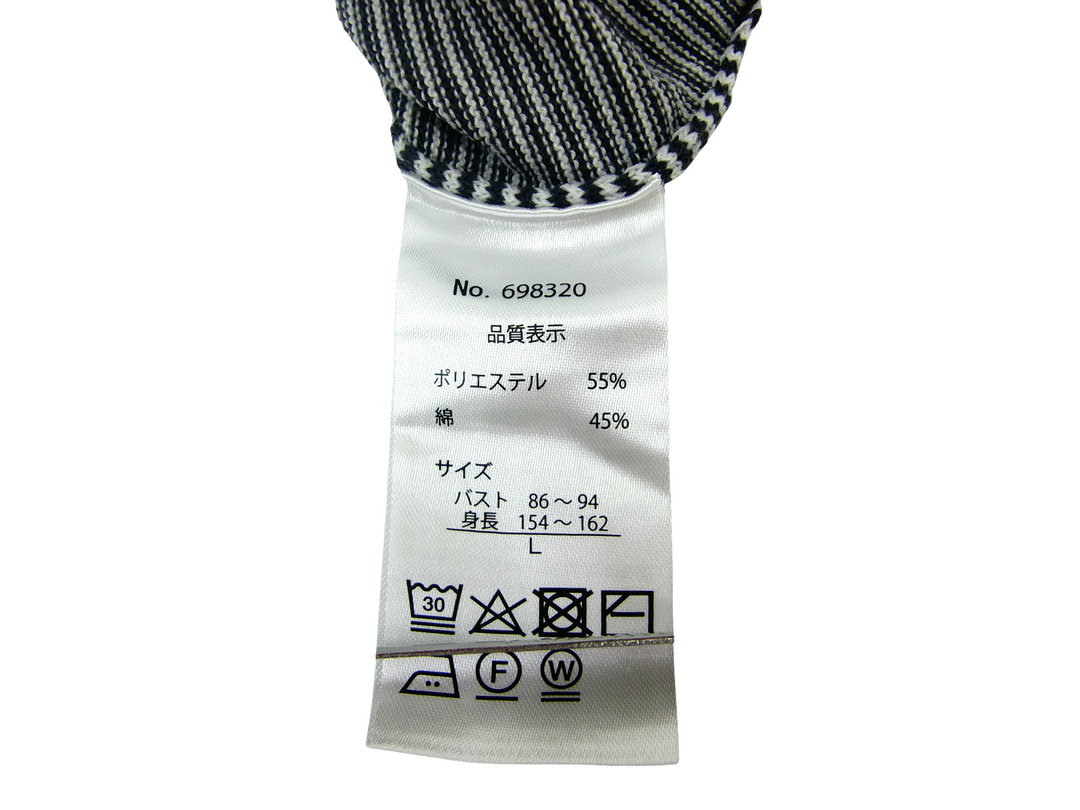 No. 698320
品質表示
ポリエステル 55%
綿 45%
サイズ
バスト 86～94
身長 154～162
L
30
F W